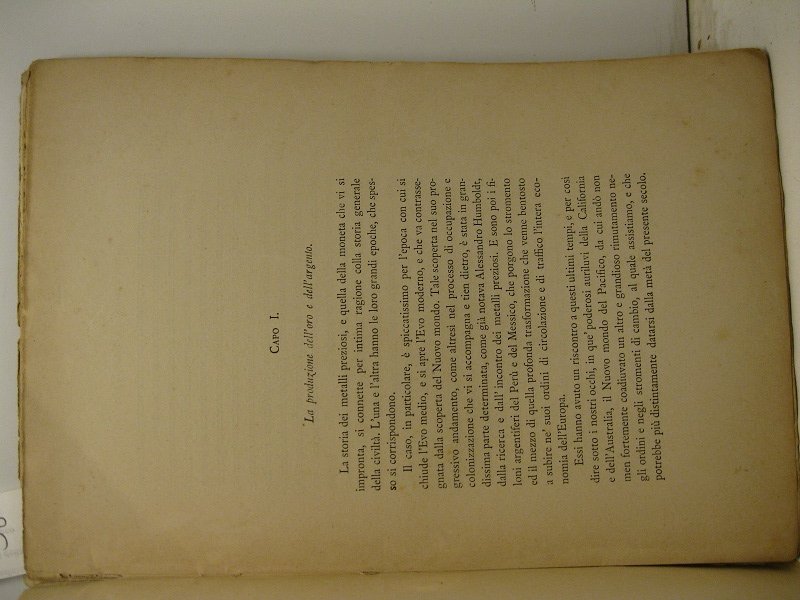 CAPO I.
La produzione dell'oro e dell'argento.
La storia dei metalli preziosi, e quella della moneta che vi si
impronta, si connette per intima ragione colla storia generale
della civiltà. L'una e l'altra hanno le loro grandi epoche, che spes-
so si corrispondono.
Il caso, in particolare, è spiccatissimo per l'epoca con cui si
chiude l'Evo medio, e si apre l'Evo moderno, e che va contrasse-
gnata dalla scoperta del Nuovo mondo. Tale scoperta nel suo pro-
gressivo andamento, come altresì nel processo di occupazione e
colonizzazione che vi si accompagna e tien dietro, è stata in gran-
dissima parte determinata, come già notava Alessandro Humboldt,
dalla ricerca e dall' incontro dei metalli preziosi. E sono poi i fi-
loni argentiferi del Perù e del Messico, che porgono lo stromento
ed il mezzo di quella profonda trasformazione che venne bentosto
a subire ne' suoi ordini di circolazione e di traffico l'intera eco-
nomia dell'Europa.
Essi hanno avuto un riscontro a questi ultimi tempi, e per così
dire sotto i nostri occhi, in que' poderosi auriluvi della California
e dell'Australia, il Nuovo mondo del Pacifico, da cui andò non
men fortemente coadiuvato un altro e grandioso rimutamento ne-
gli ordini e negli stromenti di cambio, al quale assistiamo, e che
potrebbe più distintamente datarsi dalla metà del presente secolo.